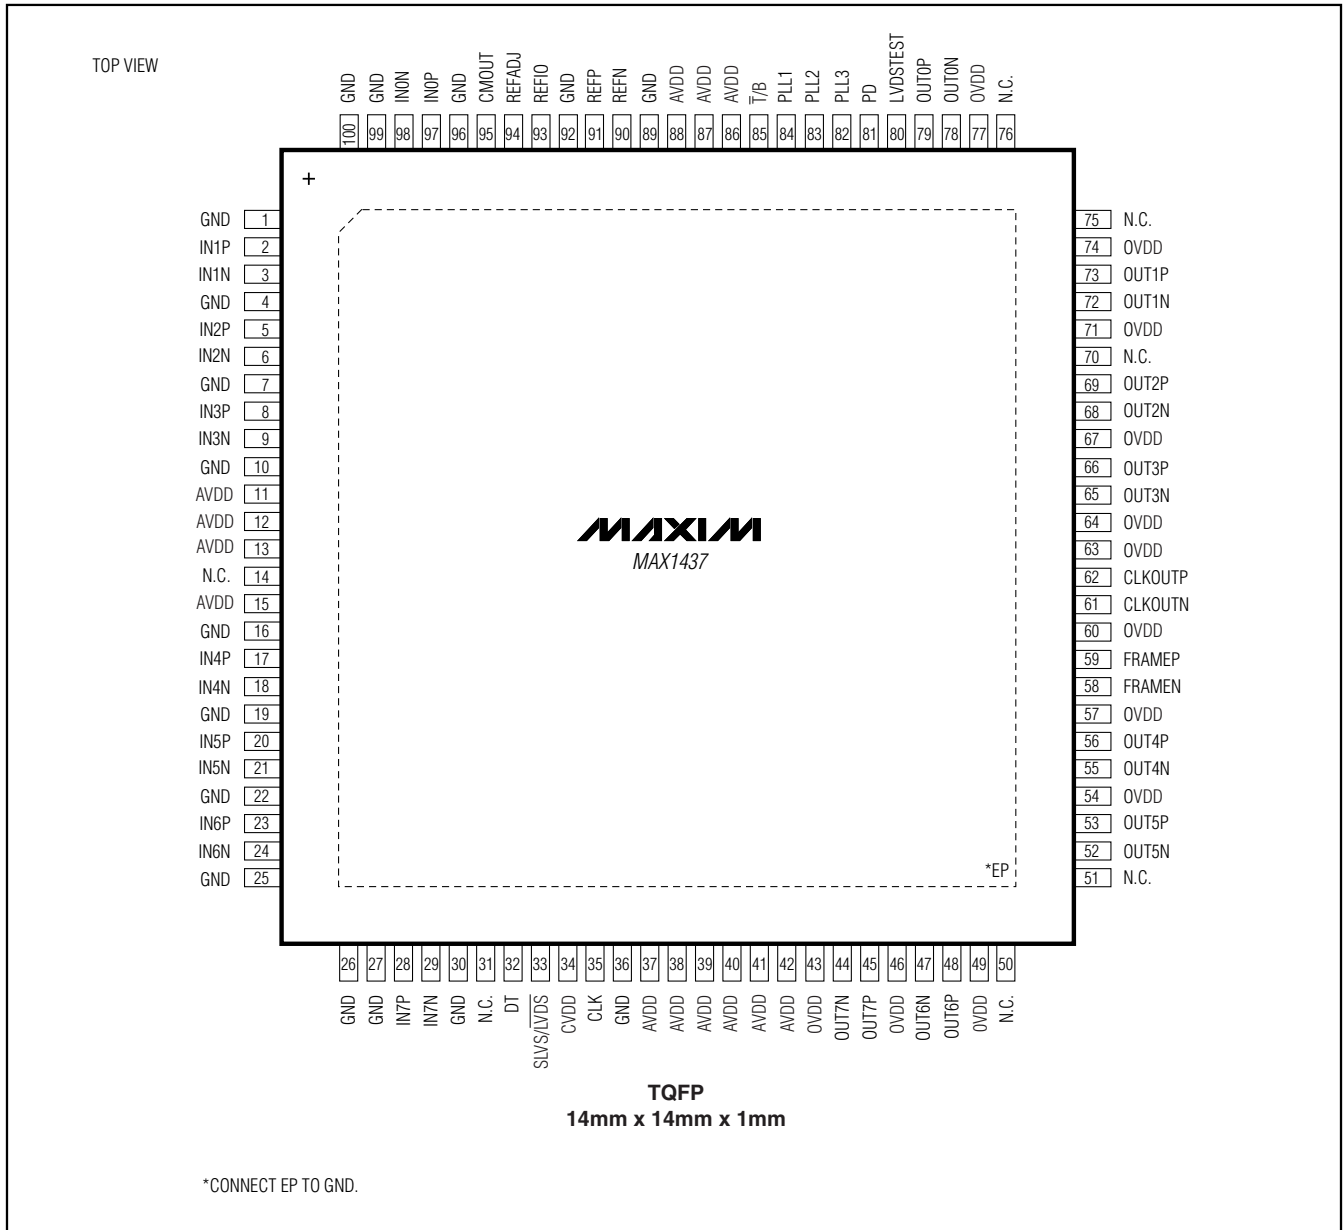 TOP VIEW
GND GND IN0N IN0P GND CMOUT REFADJ REFIO GND REFP REFN GND AVDD AVDD AVDD T/B PLL1 PLL2 PLL3 PD LVDSTEST OUT0P OUT0N OVDD N.C.
100 99 98 97 96 95 94 93 92 91 90 89 88 87 86 85 84 83 82 81 80 79 78 77 76
+
GND 1 75 N.C.
IN1P 2 74 OVDD
IN1N 3 73 OUT1P
GND 4 72 OUT1N
IN2P 5 71 OVDD
IN2N 6 70 N.C.
GND 7 69 OUT2P
IN3P 8 68 OUT2N
IN3N 9 67 OVDD
GND 10 66 OUT3P
AVDD 11 65 OUT3N
AVDD 12 64 OVDD
AVDD 13 63 OVDD
N.C. 14 62 CLKOUTP
AVDD 15 61 CLKOUTN
GND 16 60 OVDD
IN4P 17 59 FRAMEP
IN4N 18 58 FRAMEN
GND 19 57 OVDD
IN5P 20 56 OUT4P
IN5N 21 55 OUT4N
GND 22 54 OVDD
IN6P 23 53 OUT5P
IN6N 24 52 OUT5N
GND 25 51 N.C.
MAXIM
MAX1437
*EP
26 27 28 29 30 31 32 33 34 35 36 37 38 39 40 41 42 43 44 45 46 47 48 49 50
GND GND IN7P IN7N GND N.C. DT SLVS/LVDS CVDD CLK GND AVDD AVDD AVDD AVDD AVDD AVDD OVDD OUT7N OUT7P OVDD OUT6N OUT6P OVDD N.C.
TQFP
14mm x 14mm x 1mm
*CONNECT EP TO GND.